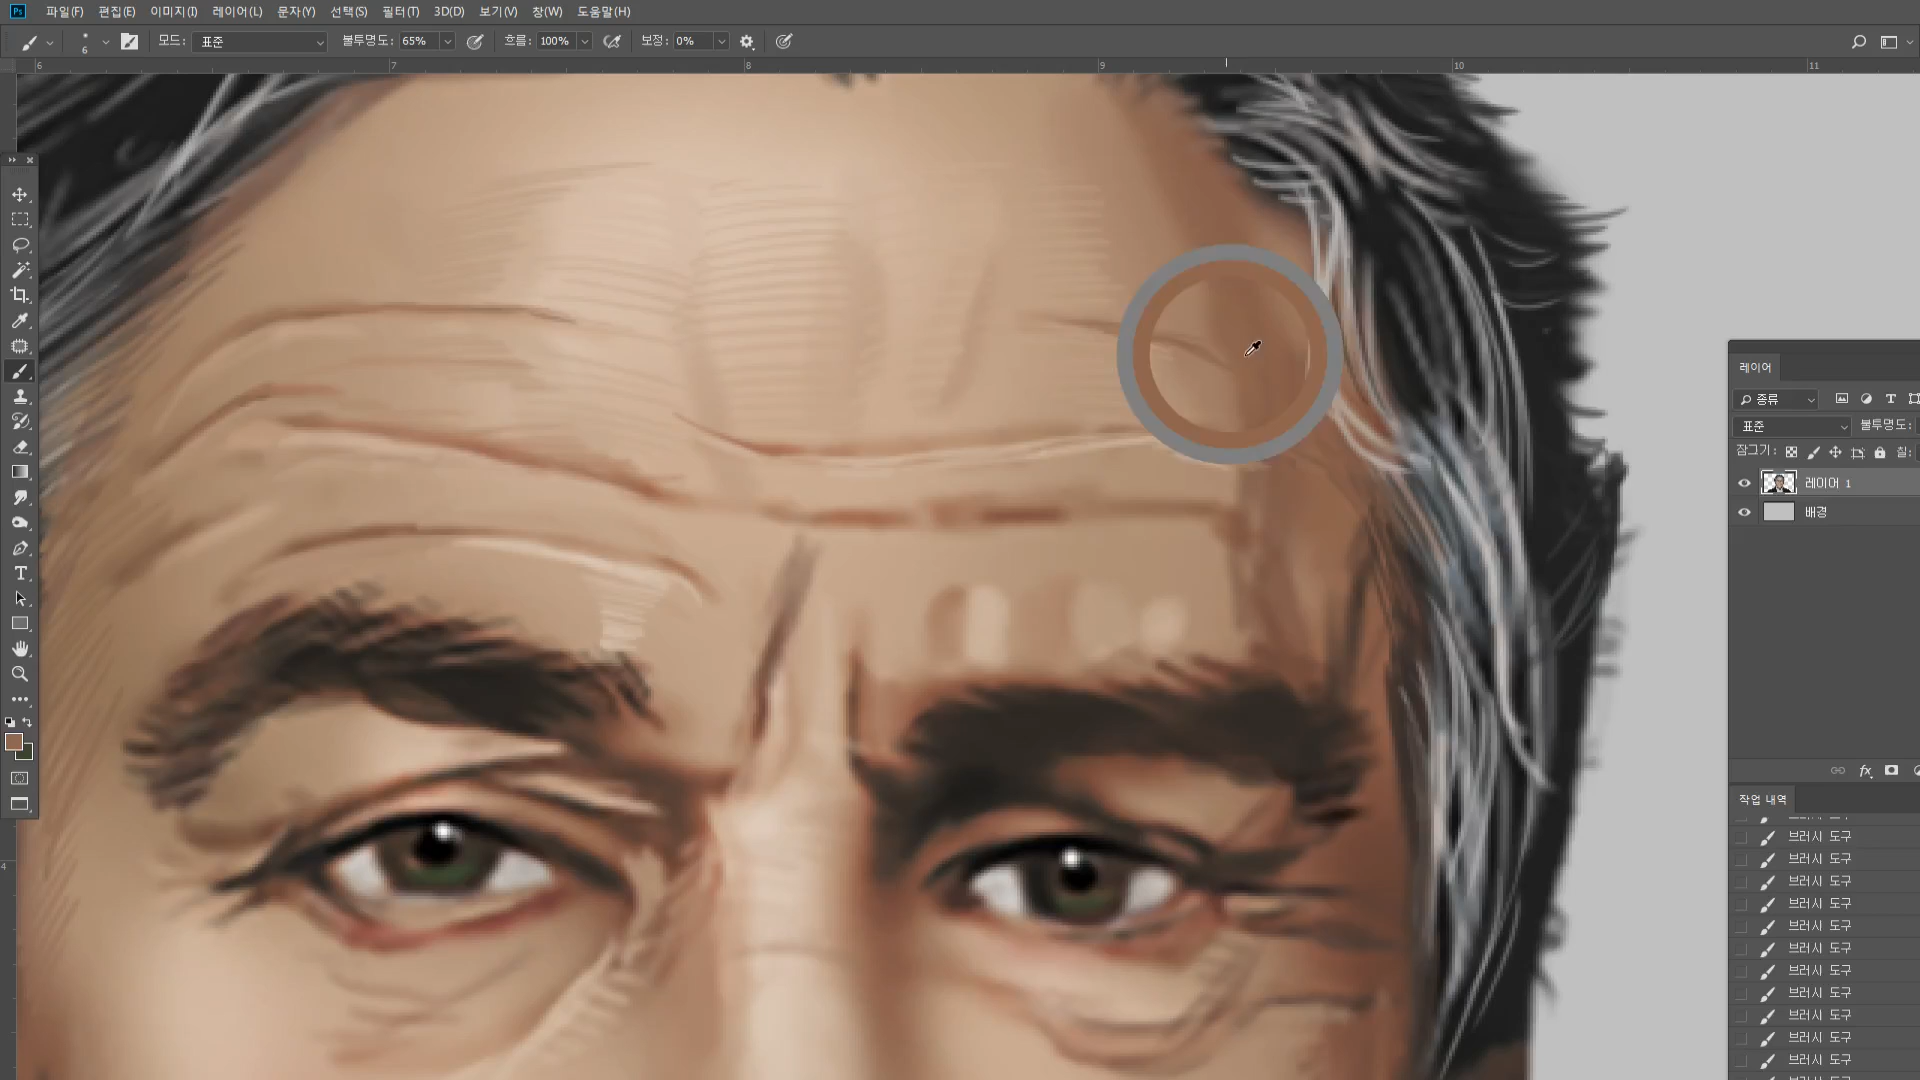 Ps 파일(F) 편집(E) 이미지(I) 레이어(L) 문자(Y) 선택(S) 필터(T) 3D(D) 보기(V) 창(W) 도움말(H)
6 모드: 표준 불투명도: 65% 흐름: 100% 보정: 0%
6 7 8 9 10 11
레이어
종류
표준 불투명도:
잠그기: 칠:
레이어 1
배경
fx
작업 내역
브러시 도구
브러시 도구
브러시 도구
브러시 도구
브러시 도구
브러시 도구
브러시 도구
브러시 도구
브러시 도구
브러시 도구
브러시 도구
4